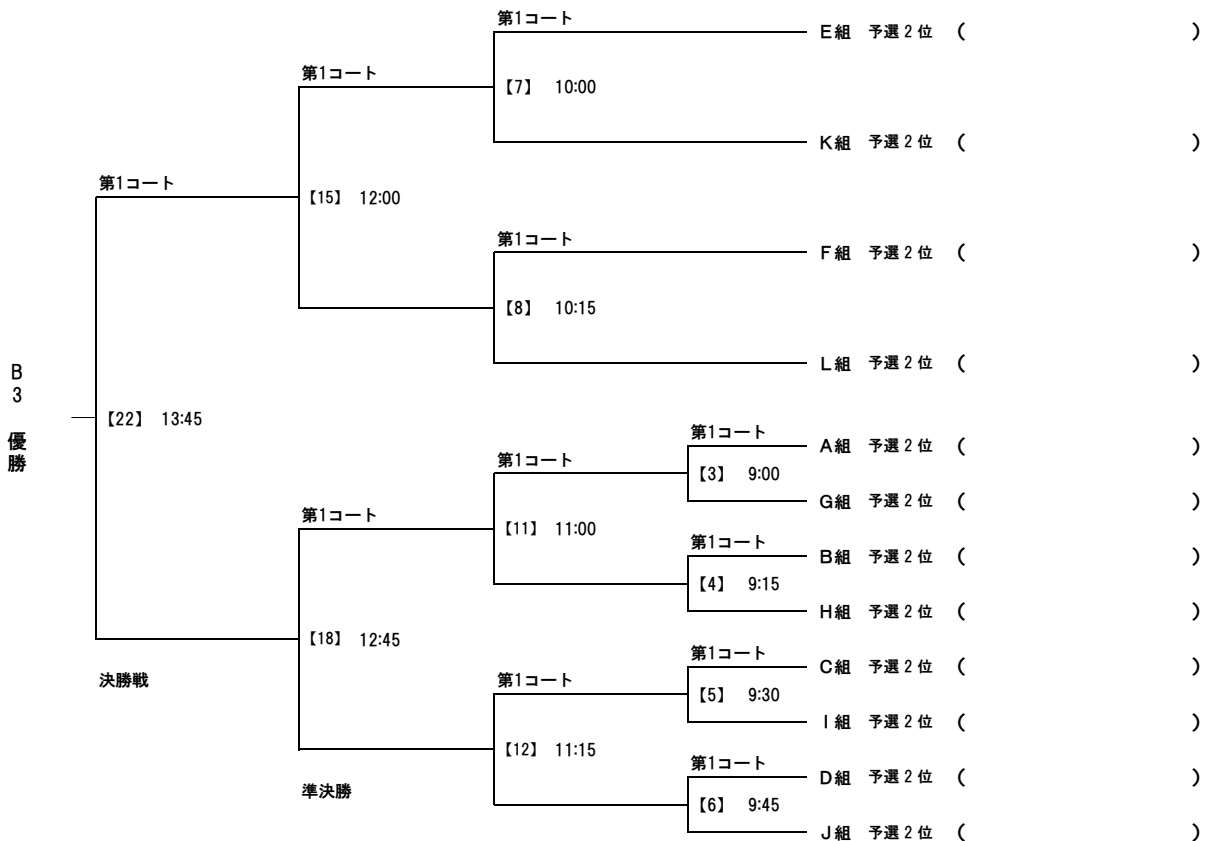 第1コート
E組 予選2位 ( )
第1コート
【7】 10:00
K組 予選2位 ( )
第1コート
【15】 12:00
第1コート
F組 予選2位 ( )
【8】 10:15
L組 予選2位 ( )
B3 優勝
【22】 13:45
第1コート
A組 予選2位 ( )
第1コート
【3】 9:00
G組 予選2位 ( )
第1コート
【11】 11:00
第1コート
B組 予選2位 ( )
【4】 9:15
H組 予選2位 ( )
【18】 12:45
第1コート
C組 予選2位 ( )
決勝戦
第1コート
【5】 9:30
I組 予選2位 ( )
【12】 11:15
第1コート
D組 予選2位 ( )
準決勝
【6】 9:45
J組 予選2位 ( )